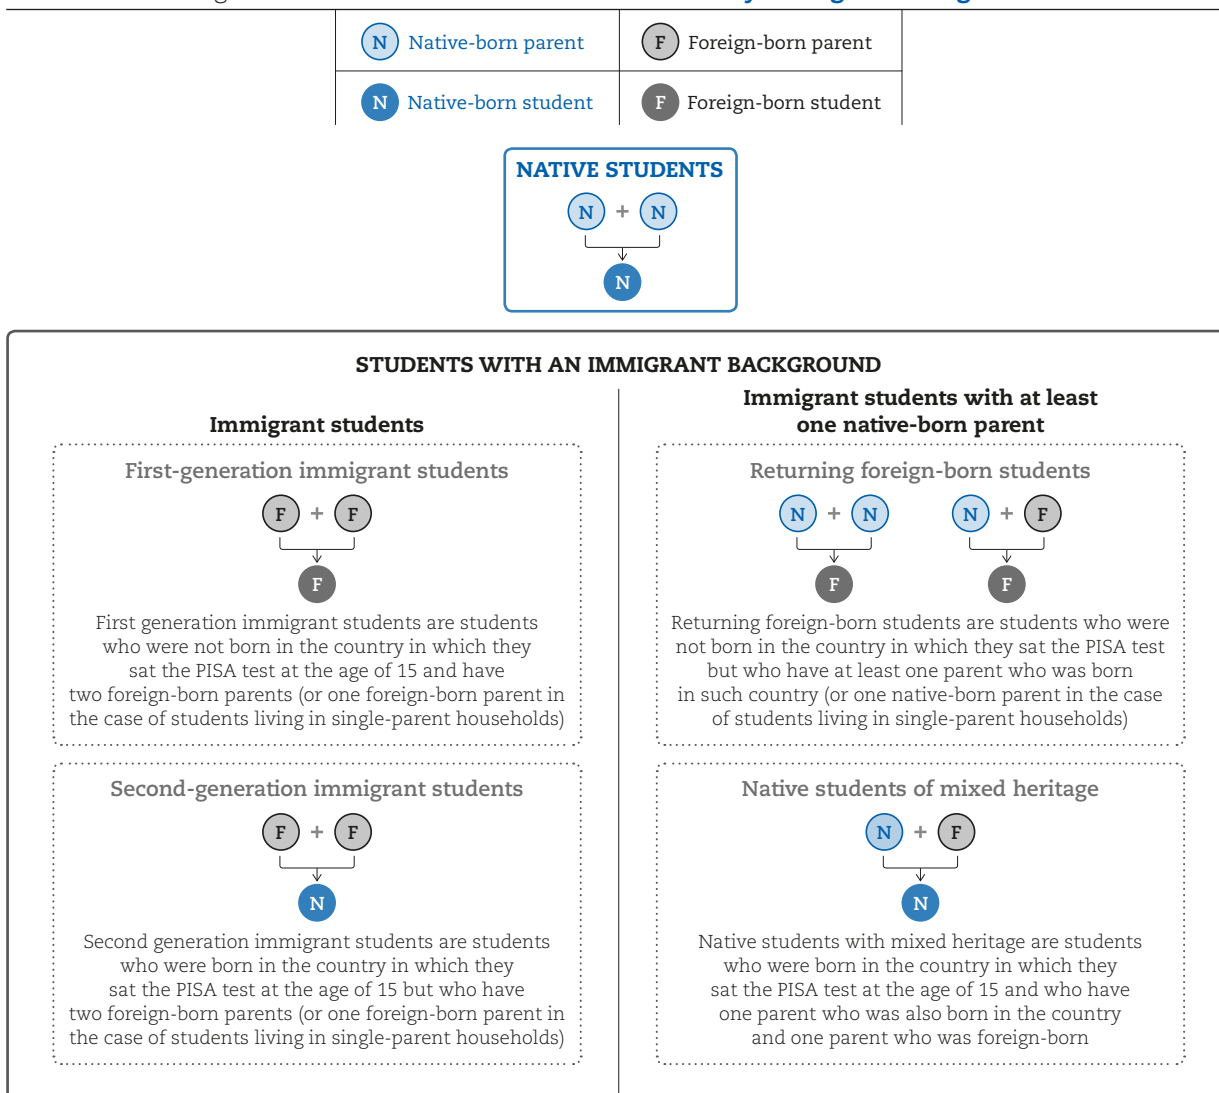 N Native-born parent
F Foreign-born parent
N Native-born student
F Foreign-born student
NATIVE STUDENTS
N + N
N
STUDENTS WITH AN IMMIGRANT BACKGROUND
Immigrant students
First-generation immigrant students
F + F
F
First generation immigrant students are students
who were not born in the country in which they
sat the PISA test at the age of 15 and have
two foreign-born parents (or one foreign-born parent in
the case of students living in single-parent households)
Second-generation immigrant students
F + F
N
Second generation immigrant students are students
who were born in the country in which they
sat the PISA test at the age of 15 but who have
two foreign-born parents (or one foreign-born parent in
the case of students living in single-parent households)
Immigrant students with at least
one native-born parent
Returning foreign-born students
N + N N + F
F F
Returning foreign-born students are students who were
not born in the country in which they sat the PISA test
but who have at least one parent who was born
in such country (or one native-born parent in the case
of students living in single-parent households)
Native students of mixed heritage
N + F
N
Native students with mixed heritage are students
who were born in the country in which they
sat the PISA test at the age of 15 and who have
one parent who was also born in the country
and one parent who was foreign-born